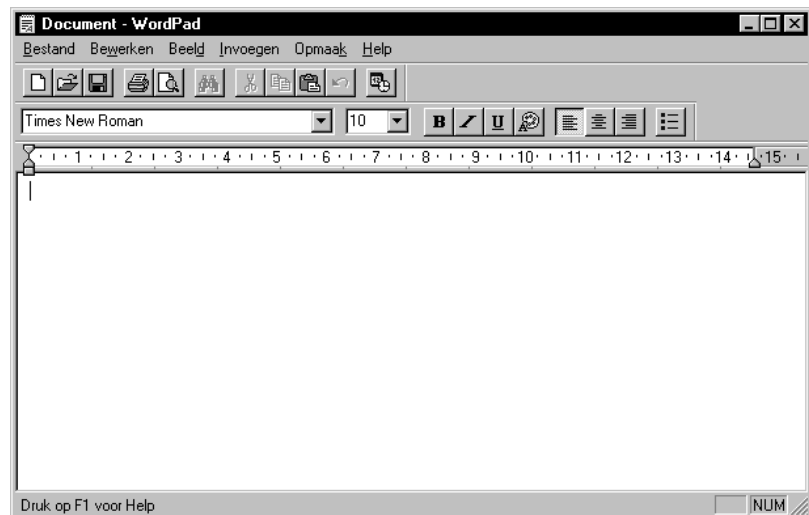 Document - WordPad
Bestand Bewerken Beeld Invoegen Opmaak Help
Times New Roman 10 B I U
1 2 3 4 5 6 7 8 9 10 11 12 13 14 15
Druk op F1 voor Help NUM